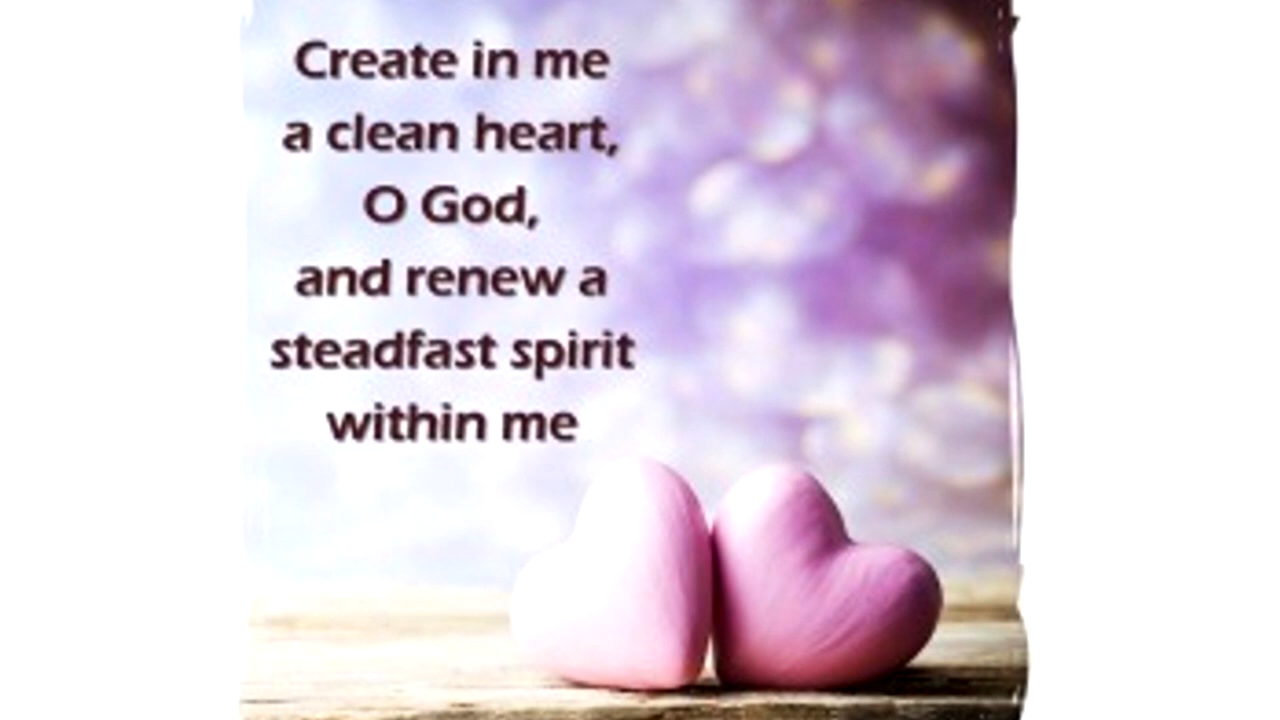 Create in me
a clean heart,
O God,
and renew a
steadfast spirit
within me